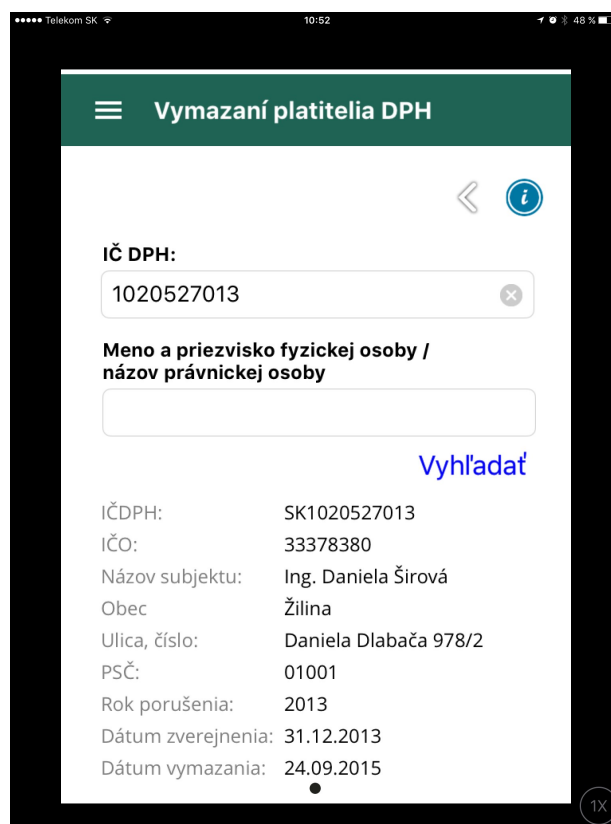 Telekom SK 10:52 48 %
Vymazaní platitelia DPH
i
IČ DPH:
1020527013
Meno a priezvisko fyzickej osoby /
názov právnickej osoby
Vyhľadať
IČDPH: SK1020527013
IČO: 33378380
Názov subjektu: Ing. Daniela Širová
Obec Žilina
Ulica, číslo: Daniela Dlabača 978/2
PSČ: 01001
Rok porušenia: 2013
Dátum zverejnenia: 31.12.2013
Dátum vymazania: 24.09.2015
1X